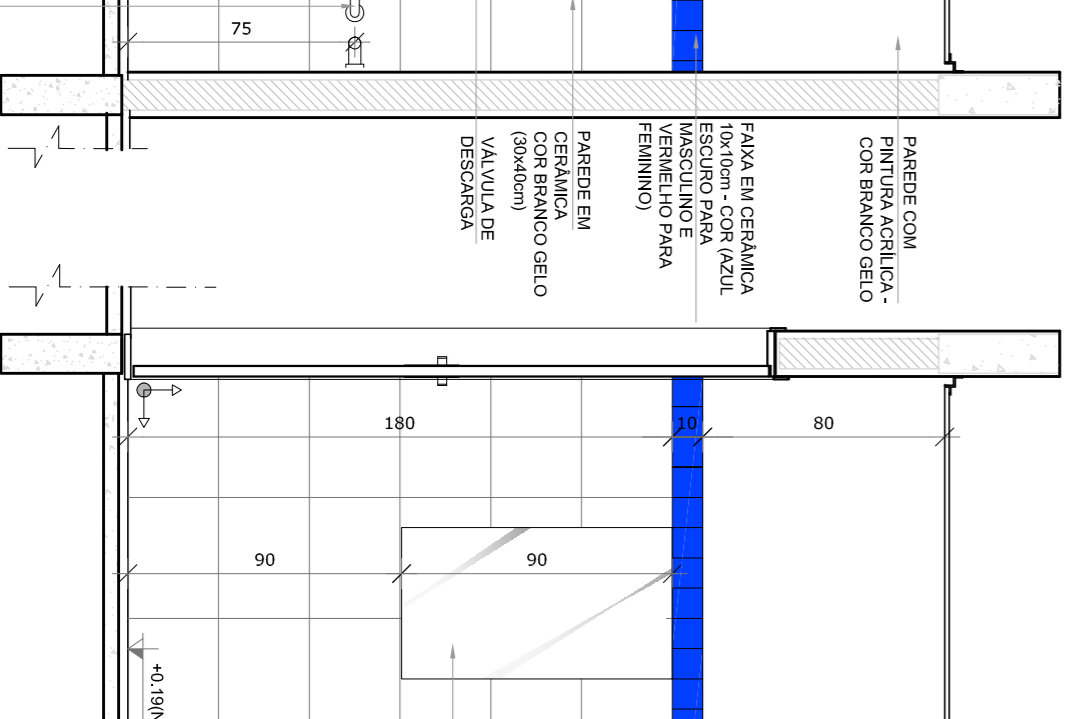 75
VÁLVULA DE
DESCARGA
PAREDE EM
CERÂMICA
COR BRANCO GELO
(30x40cm)
FAIXA EM CERÂMICA
10x10cm - COR (AZUL
ESCURO PARA
MASCULINO E
VERMELHO PARA
FEMININO)
PAREDE COM
PINTURA ACRÍLICA -
COR BRANCO GELO
180
10
80
90
90
+0.19(N